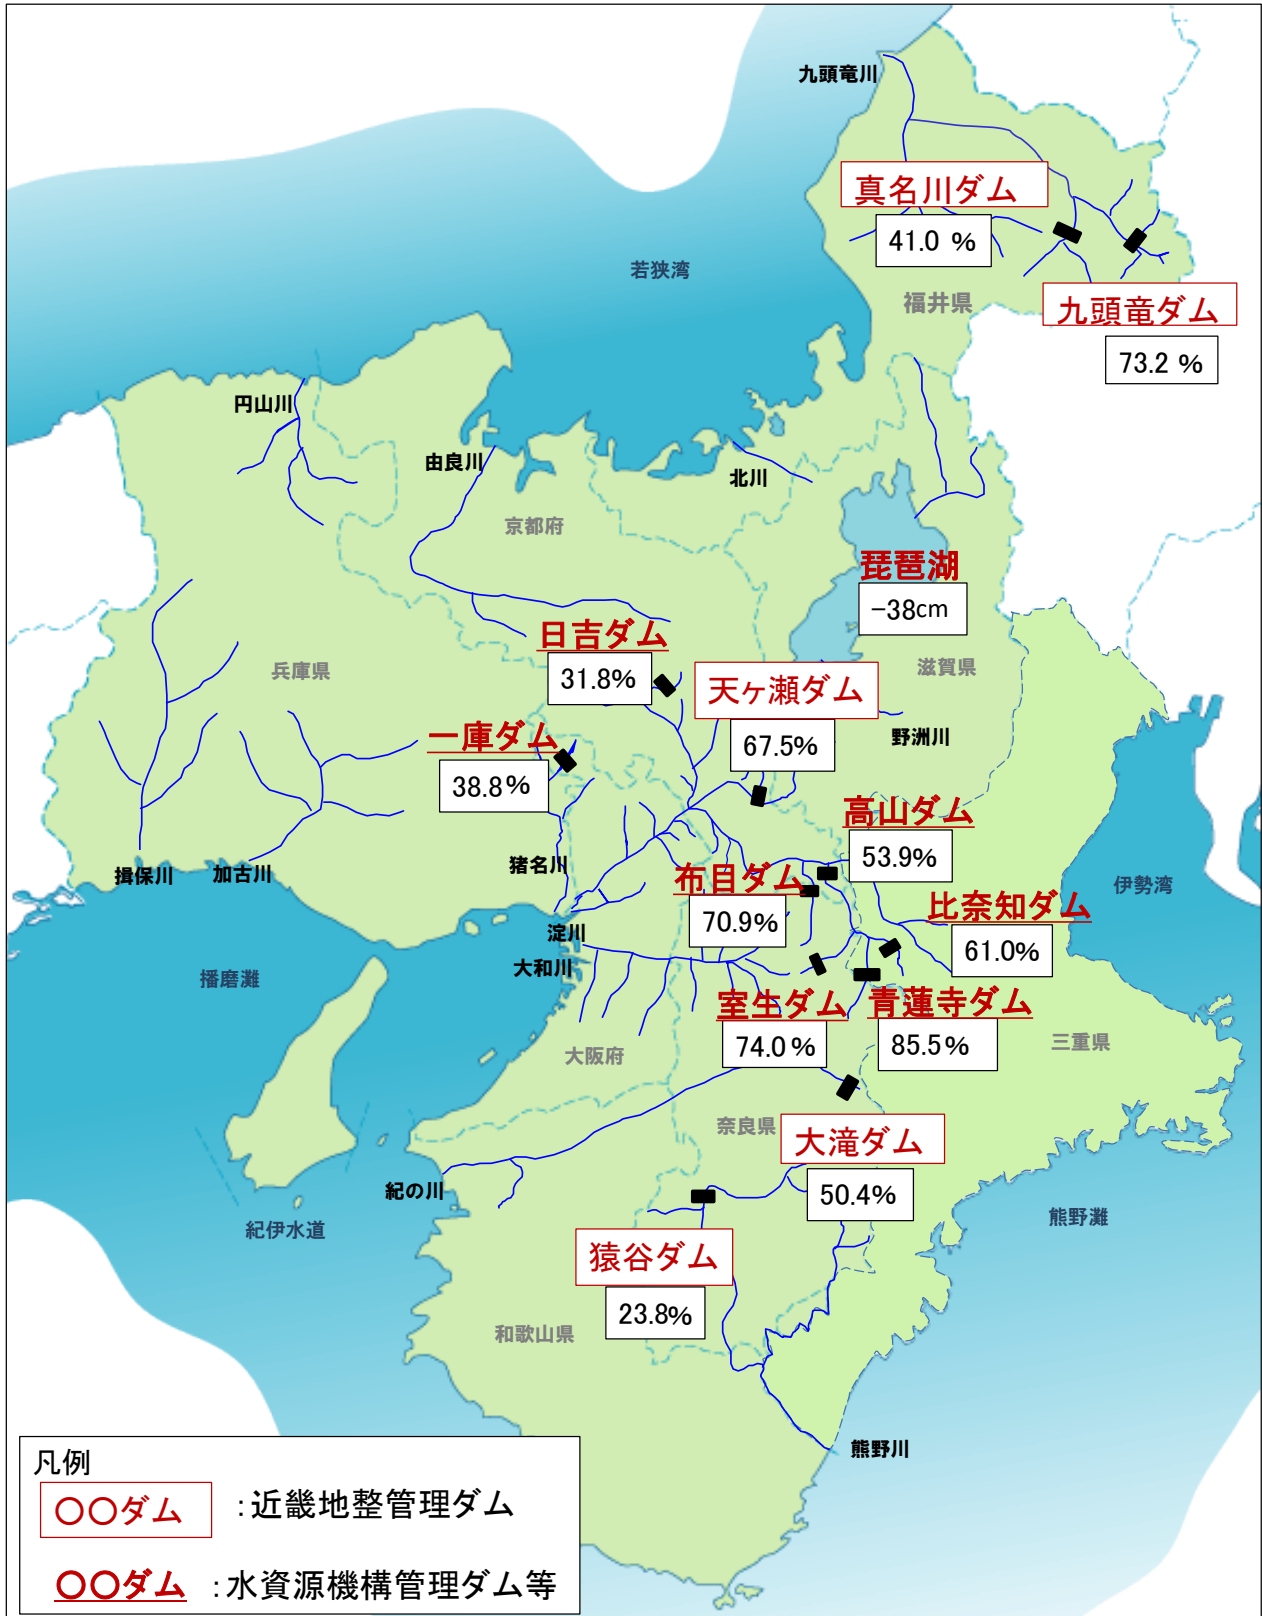 九頭竜川
真名川ダム
41.0 %
若狭湾
福井県
九頭竜ダム
73.2 %
円山川
由良川
北川
京都府
琵琶湖
-38cm
日吉ダム
31.8%
兵庫県
滋賀県
天ヶ瀬ダム
67.5%
一庫ダム
38.8%
野洲川
高山ダム
53.9%
猪名川
揖保川
加古川
布目ダム
70.9%
伊勢湾
比奈知ダム
61.0%
淀川
大和川
播磨灘
室生ダム
74.0%
青蓮寺ダム
85.5%
大阪府
三重県
奈良県
大滝ダム
50.4%
紀の川
紀伊水道
熊野灘
猿谷ダム
23.8%
和歌山県
熊野川
凡例
〇〇ダム :近畿地整管理ダム
〇〇ダム :水資源機構管理ダム等